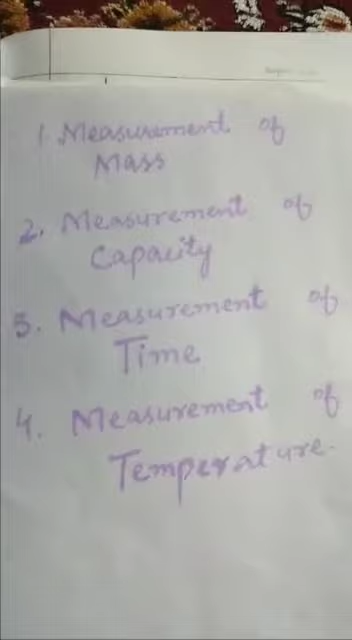 1. Measurement of
Mass
2. Measurement of
Capacity
3. Measurement of
Time
4. Measurement of
Temperature.